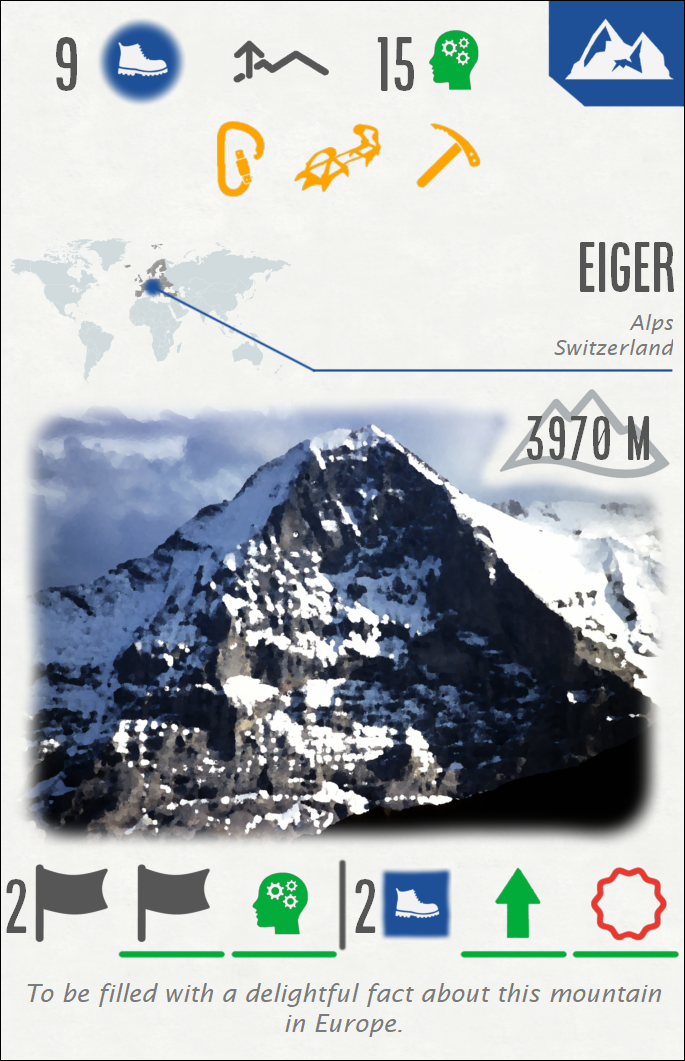 9 15
EIGER
Alps
Switzerland
3970 M
2 2
To be filled with a delightful fact about this mountain
in Europe.